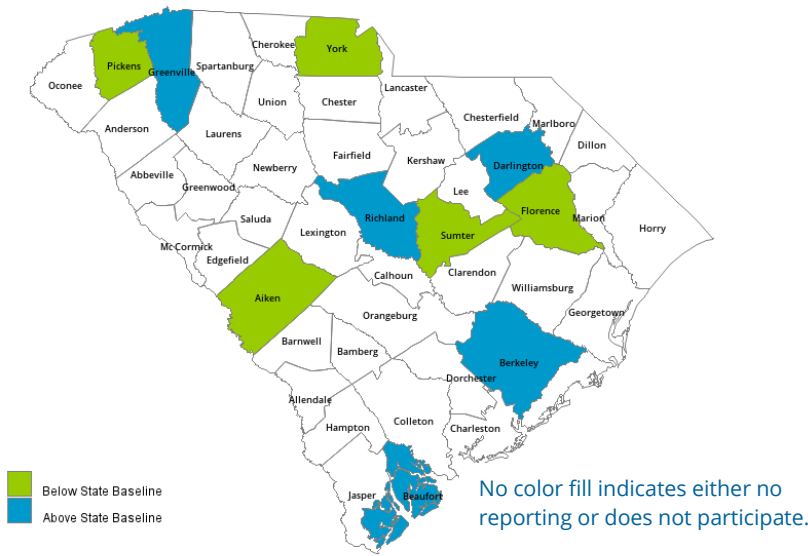 Cherokee
York
Pickens
Greenville
Spartanburg
Oconee
Lancaster
Union
Chester
Chesterfield
Marlboro
Anderson
Laurens
Dillon
Fairfield
Kershaw
Darlington
Newberry
Abbeville
Greenwood
Lee
Florence
Saluda
Richland
Marion
Horry
Lexington
Sumter
Mc Cormick
Edgefield
Calhoun
Clarendon
Williamsburg
Aiken
Orangeburg
Georgetown
Barnwell
Bamberg
Berkeley
Dorchester
Allendale
Colleton
Hampton
Charleston
Jasper
Beaufort
Below State Baseline
Above State Baseline
No color fill indicates either no
reporting or does not participate.